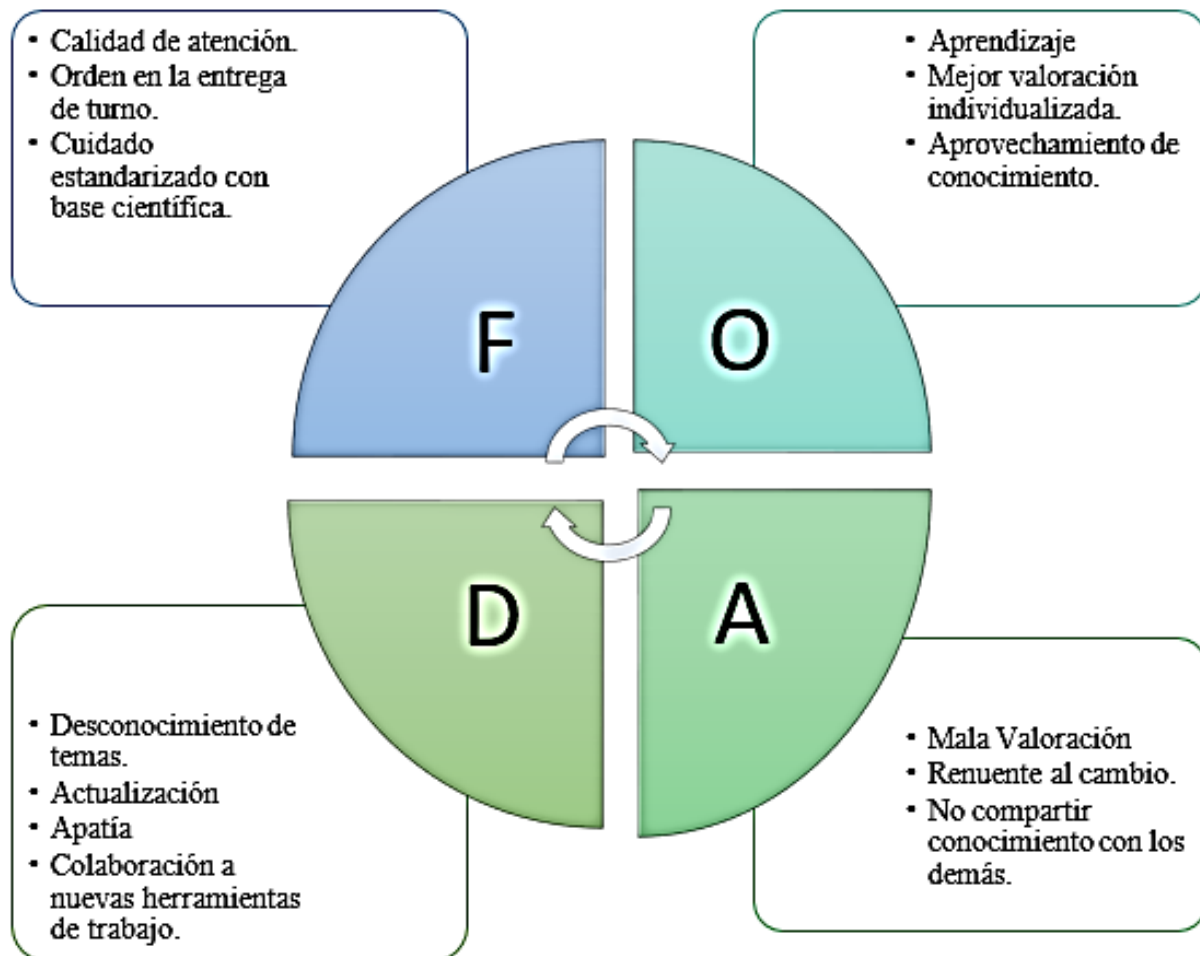 • Calidad de atención.
• Orden en la entrega
de turno.
• Cuidado
estandarizado con
base científica.
• Aprendizaje
• Mejor valoración
individualizada.
• Aprovechamiento de
conocimiento.
F
O
D
A
• Desconocimiento de
temas.
• Actualización
• Apatía
• Colaboración a
nuevas herramientas
de trabajo.
• Mala Valoración
• Renuente al cambio.
• No compartir
conocimiento con los
demás.